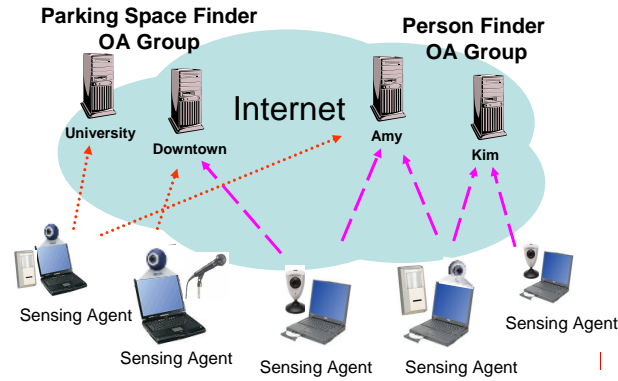 Parking Space Finder
OA Group
Person Finder
OA Group
Internet
University
Downtown
Amy
Kim
Sensing Agent
Sensing Agent
Sensing Agent
Sensing Agent
Sensing Agent